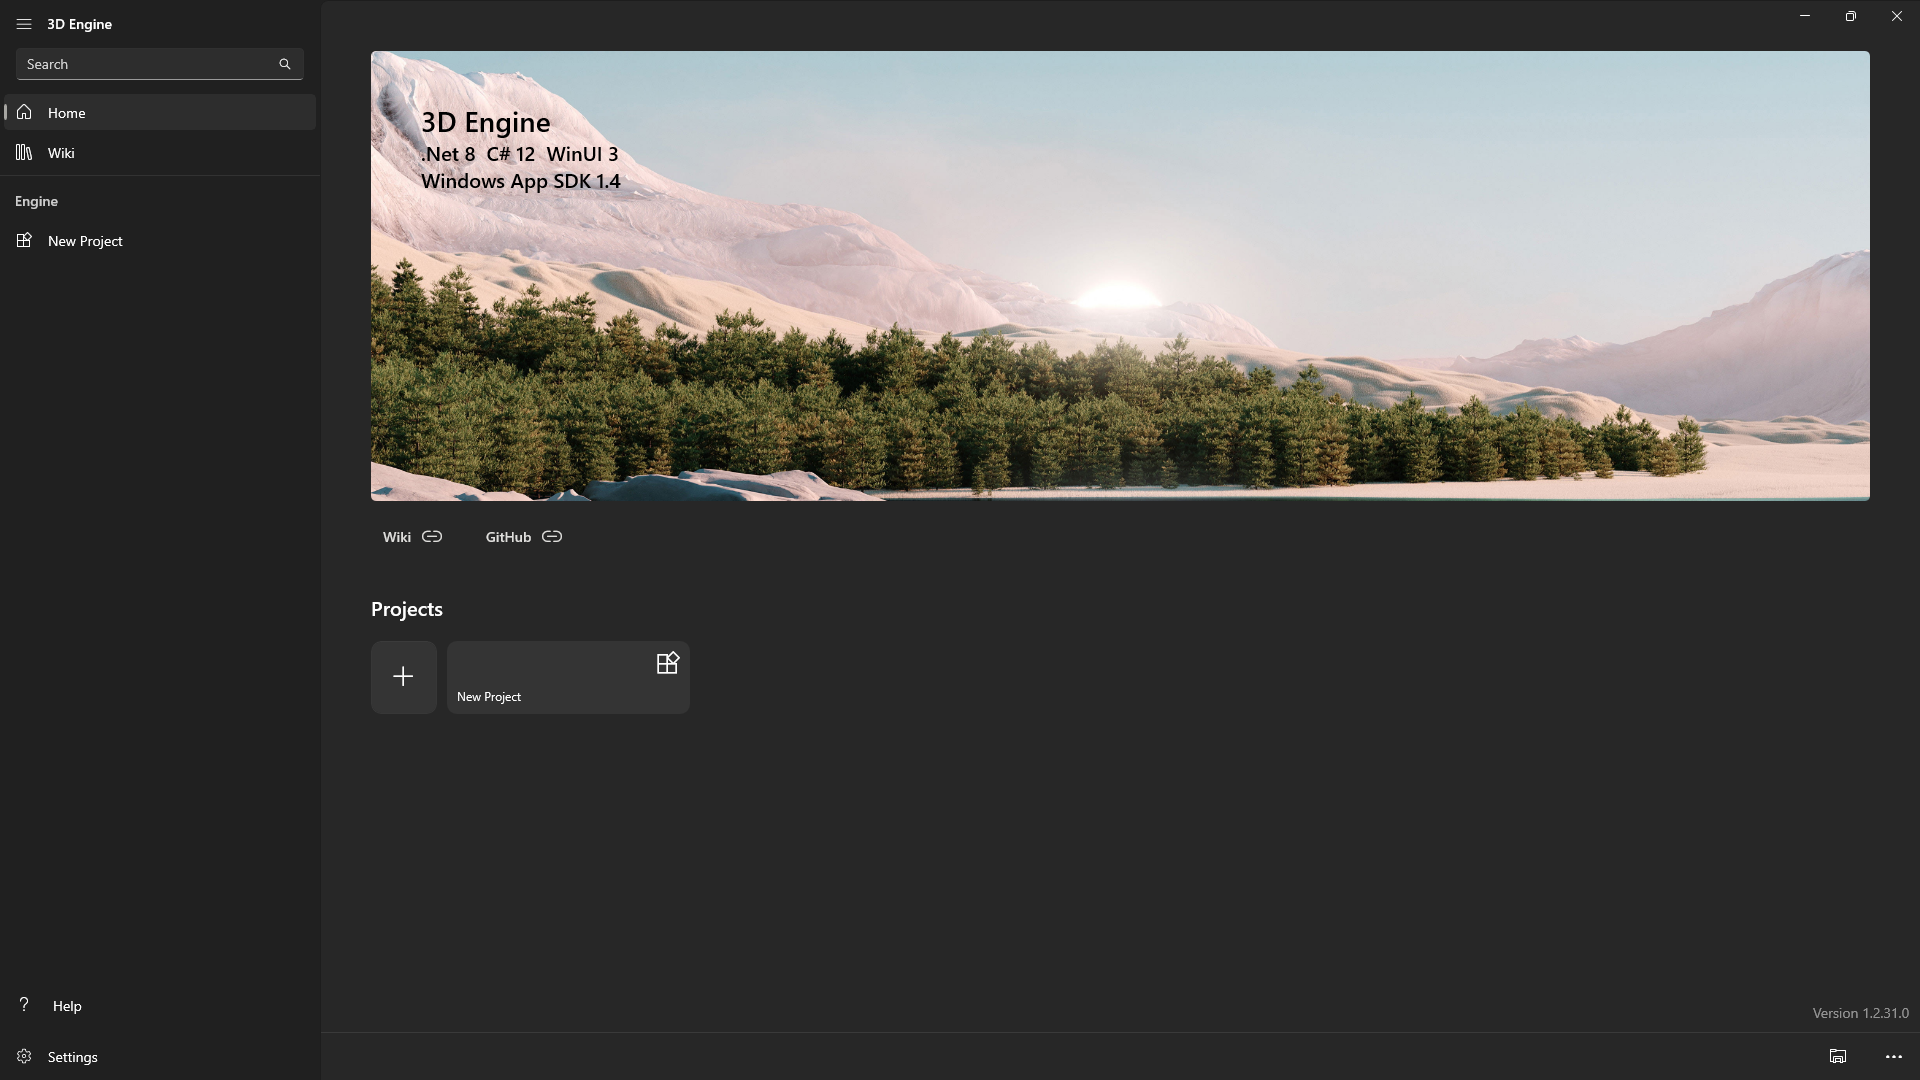 3D Engine
Search
Home
Wiki
Engine
New Project
3D Engine
.Net 8  C# 12  WinUI 3
Windows App SDK 1.4
Wiki
GitHub
Projects
New Project
Help
Settings
Version 1.2.31.0